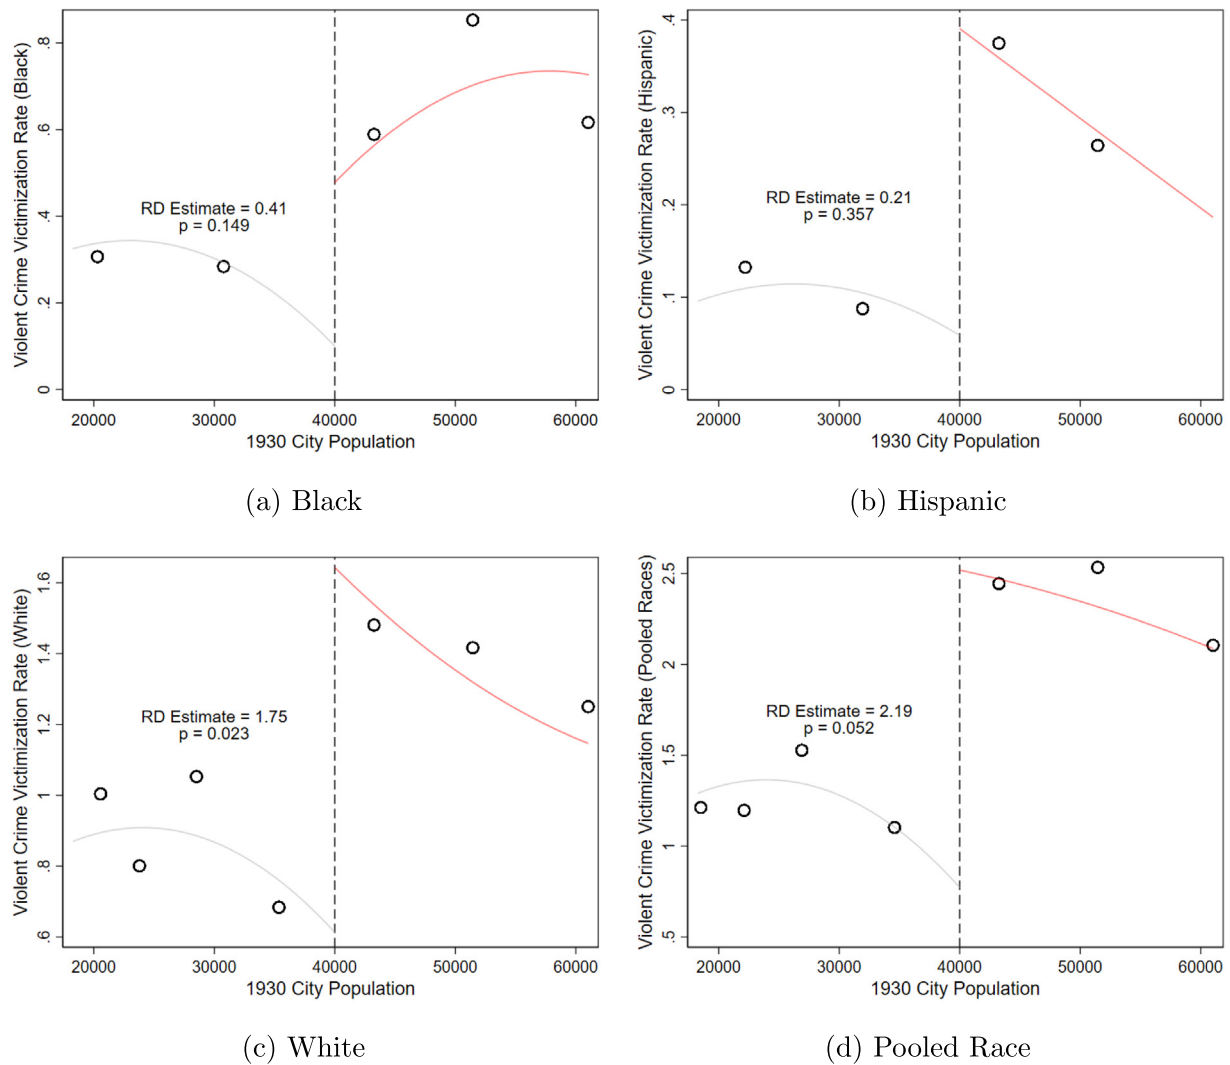 Violent Crime Victimization Rate (Black)
.8
.6
.4
.2
0
RD Estimate = 0.41
p = 0.149
20000 30000 40000 50000 60000
1930 City Population
(a) Black
Violent Crime Victimization Rate (Hispanic)
.4
.3
.2
.1
0
RD Estimate = 0.21
p = 0.357
20000 30000 40000 50000 60000
1930 City Population
(b) Hispanic
Violent Crime Victimization Rate (White)
1.6
1.4
1.2
1
.8
.6
RD Estimate = 1.75
p = 0.023
20000 30000 40000 50000 60000
1930 City Population
(c) White
Violent Crime Victimization Rate (Pooled Races)
2.5
2
1.5
1
.5
RD Estimate = 2.19
p = 0.052
20000 30000 40000 50000 60000
1930 City Population
(d) Pooled Race